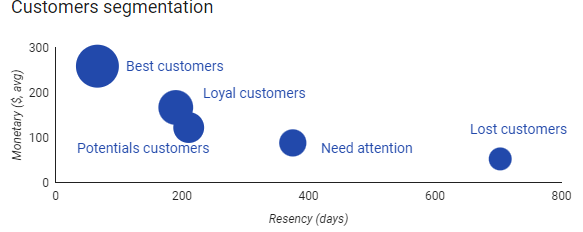 Customers segmentation
Monetary ($, avg)
300
200
100
0
Best customers
Loyal customers
Potentials customers
Need attention
Lost customers
0
200
400
600
800
Resency (days)